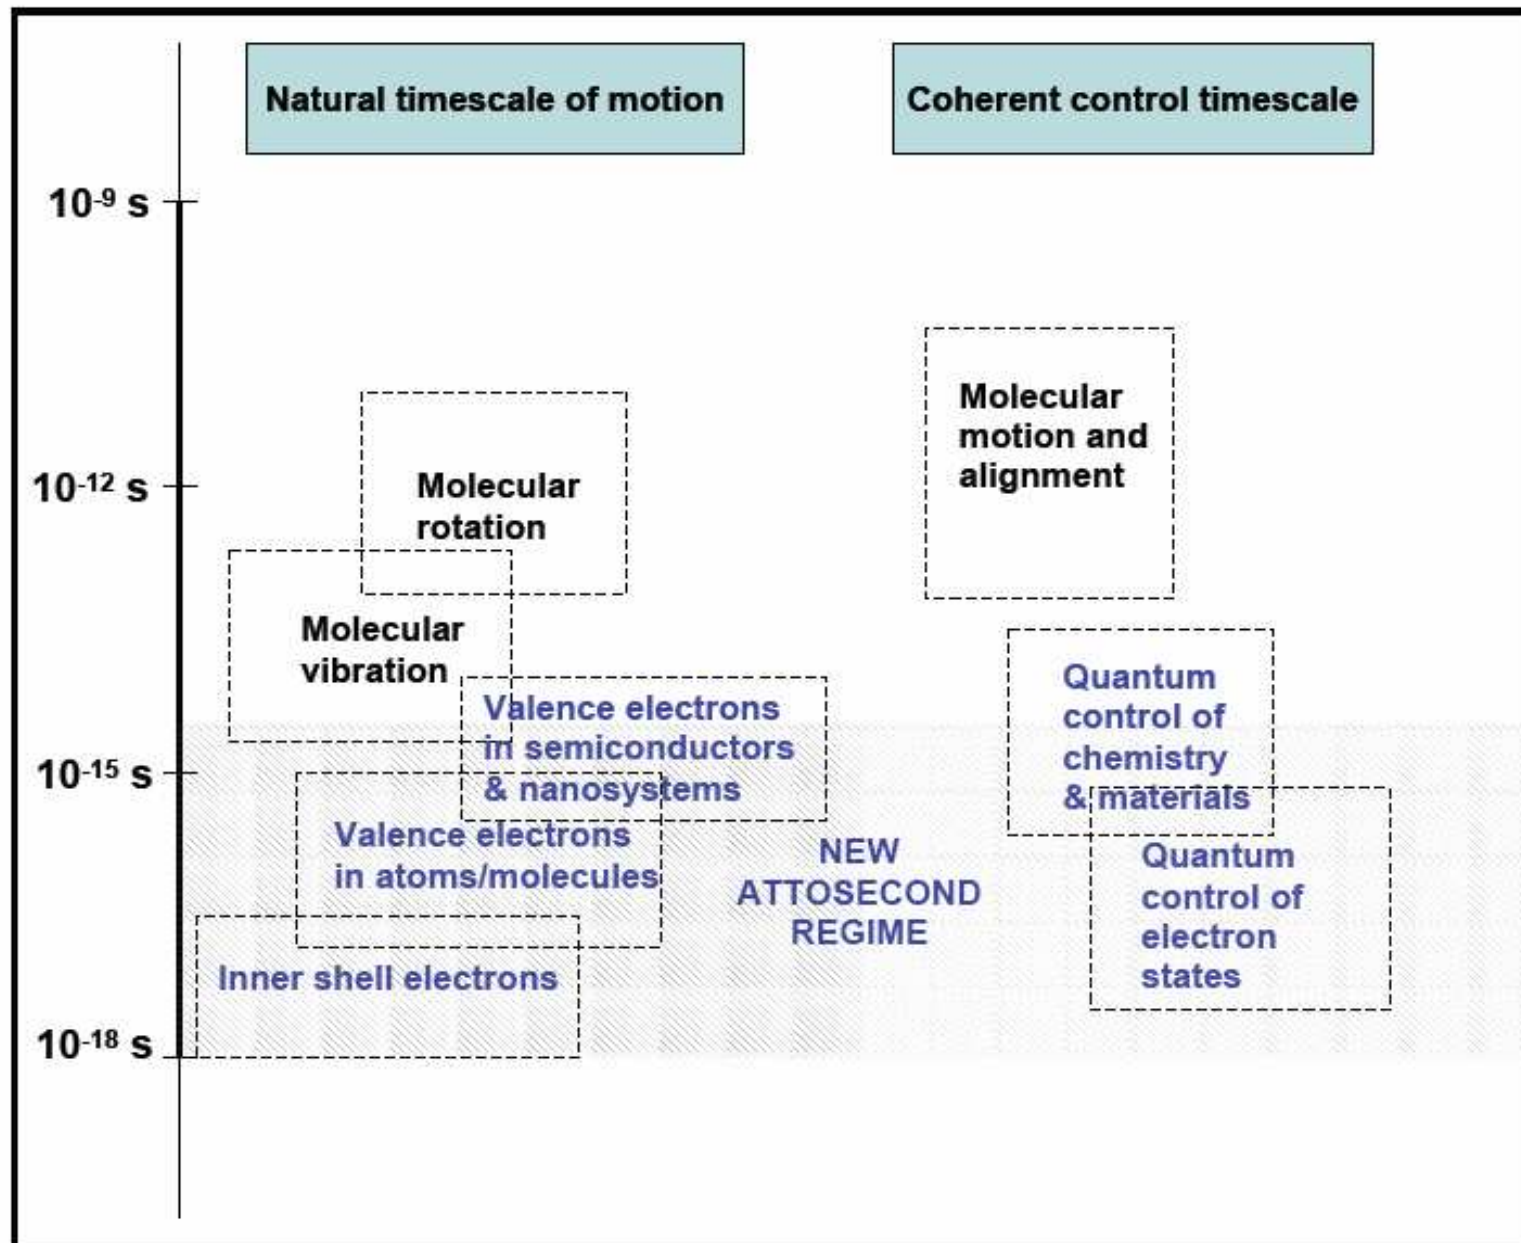 Natural timescale of motion
Coherent control timescale
10⁻⁹ s
10⁻¹² s
10⁻¹⁵ s
10⁻¹⁸ s
Molecular
rotation
Molecular
vibration
Valence electrons
in semiconductors
& nanosystems
Valence electrons
in atoms/molecules
Inner shell electrons
NEW
ATTOSECOND
REGIME
Molecular
motion and
alignment
Quantum
control of
chemistry
& materials
Quantum
control of
electron
states